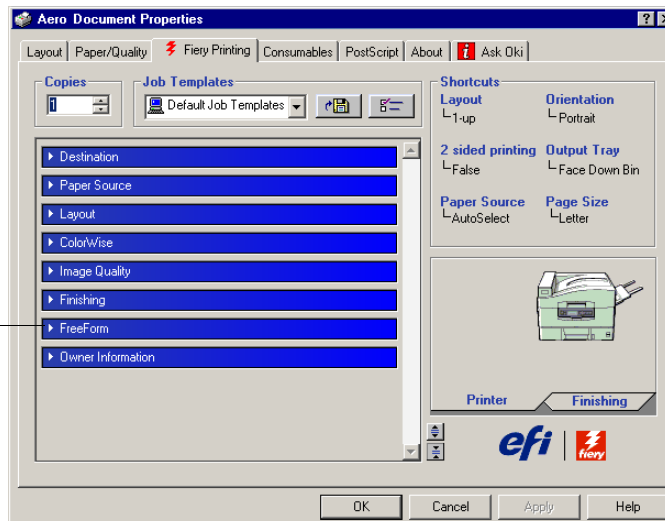 Aero Document Properties
Layout Paper/Quality Fiery Printing Consumables PostScript About Ask Oki
Copies
1
Job Templates
Default Job Templates
Shortcuts
Layout Orientation
1-up Portrait
2 sided printing Output Tray
False Face Down Bin
Paper Source Page Size
AutoSelect Letter
Destination
Paper Source
Layout
ColorWise
Image Quality
Finishing
FreeForm
Owner Information
Printer Finishing
efi fiery
OK Cancel Apply Help